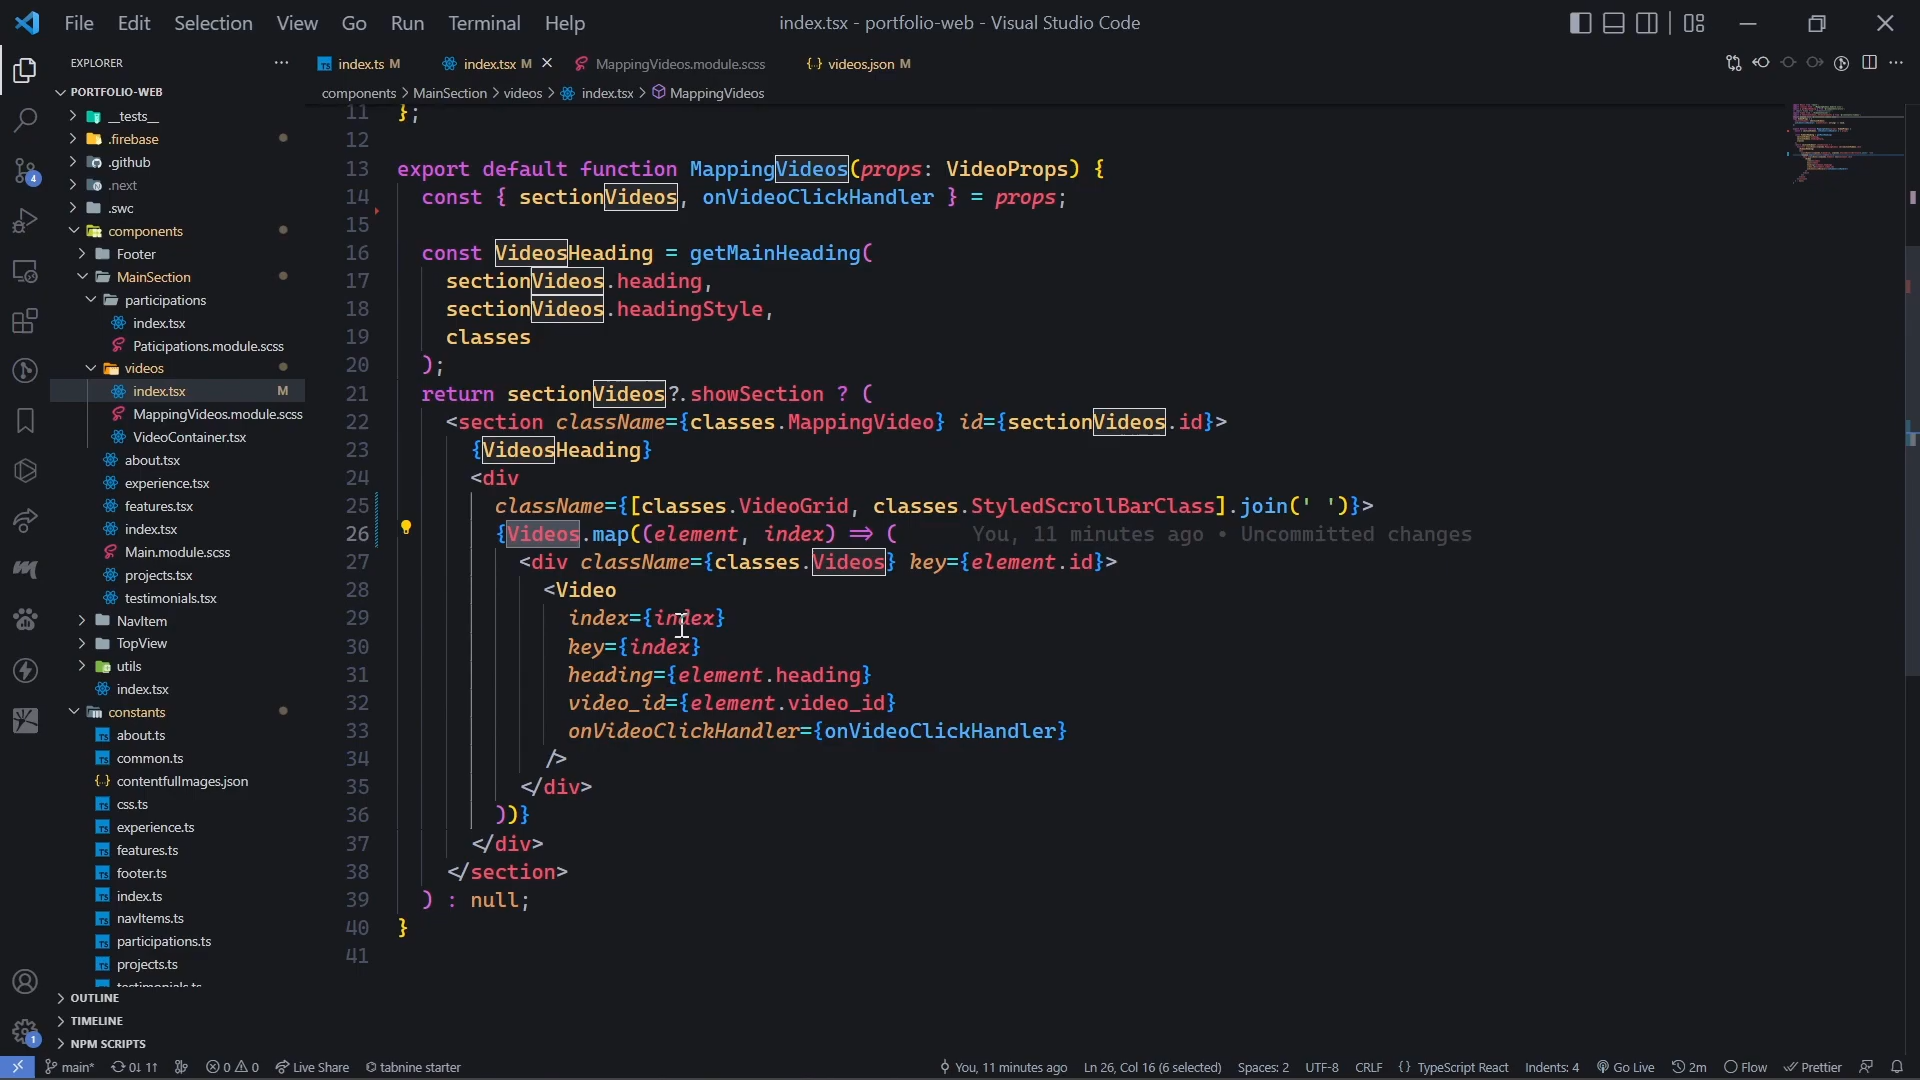 File Edit Selection View Go Run Terminal Help
index.tsx - portfolio-web - Visual Studio Code
EXPLORER
index.ts M
index.tsx M
MappingVideos.module.scss
videos.json M
PORTFOLIO-WEB
components > MainSection > videos > index.tsx > MappingVideos
__tests__
.firebase
.github
.next
.swc
components
Footer
MainSection
participations
index.tsx
Paticipations.module.scss
videos
index.tsx M
MappingVideos.module.scss
VideoContainer.tsx
about.tsx
experience.tsx
features.tsx
index.tsx
Main.module.scss
projects.tsx
testimonials.tsx
NavItem
TopView
utils
index.tsx
constants
about.ts
common.ts
contentfulImages.json
css.ts
experience.ts
features.ts
footer.ts
index.ts
navItems.ts
participations.ts
projects.ts
testimonials.ts
OUTLINE
TIMELINE
NPM SCRIPTS
4
1
11 };
12
13 export default function MappingVideos(props: VideoProps) {
14 const { sectionVideos, onVideoClickHandler } = props;
15
16 const VideosHeading = getMainHeading(
17 sectionVideos.heading,
18 sectionVideos.headingStyle,
19 classes
20 );
21 return sectionVideos?.showSection ? (
22 <section className={classes.MappingVideo} id={sectionVideos.id}>
23 {VideosHeading}
24 <div
25 className={[classes.VideoGrid, classes.StyledScrollBarClass].join(' ')}>
26 {Videos.map((element, index) => ( You, 11 minutes ago • Uncommitted changes
27 <div className={classes.Videos} key={element.id}>
28 <Video
29 index={index}
30 key={index}
31 heading={element.heading}
32 video_id={element.video_id}
33 onVideoClickHandler={onVideoClickHandler}
34 />
35 </div>
36 ))}
37 </div>
38 </section>
39 ) : null;
40 }
41
main* 0↓ 1↑ 0 0 Live Share tabnine starter You, 11 minutes ago Ln 26, Col 16 (6 selected) Spaces: 2 UTF-8 CRLF {} TypeScript React Indents: 4 Go Live 2m Flow Prettier